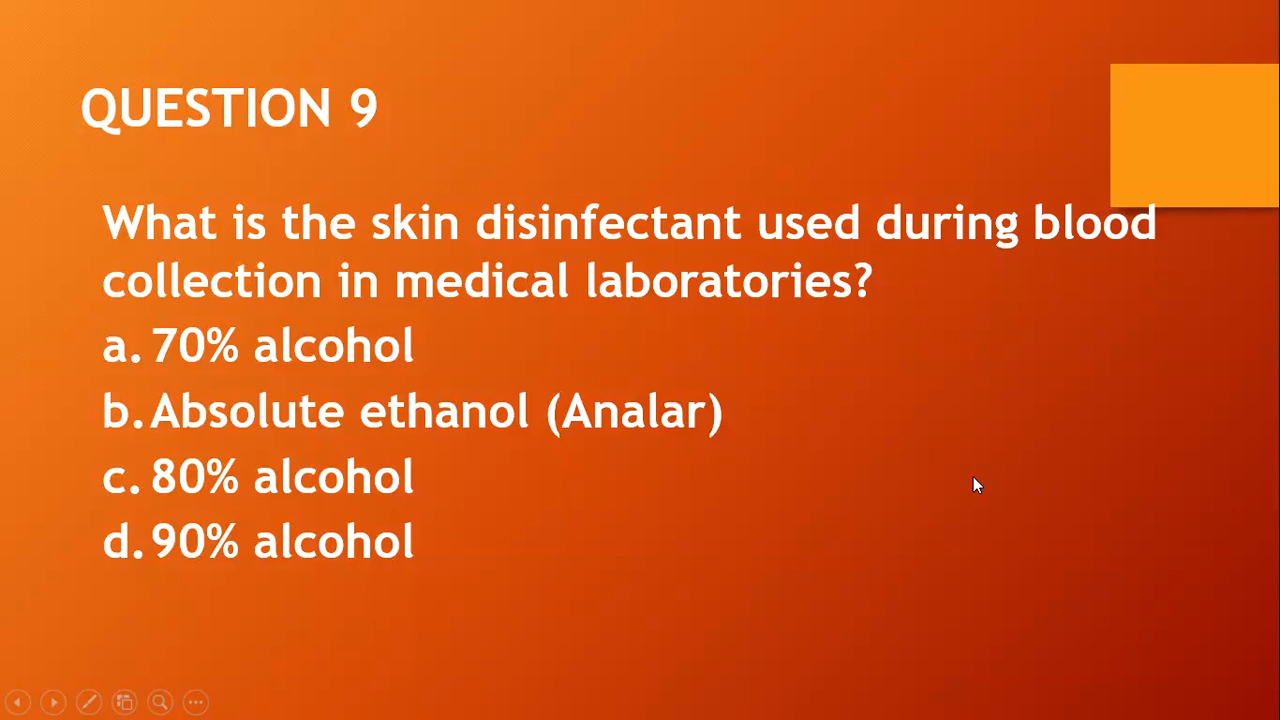 QUESTION 9
What is the skin disinfectant used during blood
collection in medical laboratories?
a. 70% alcohol
b. Absolute ethanol (Analar)
c. 80% alcohol
d. 90% alcohol